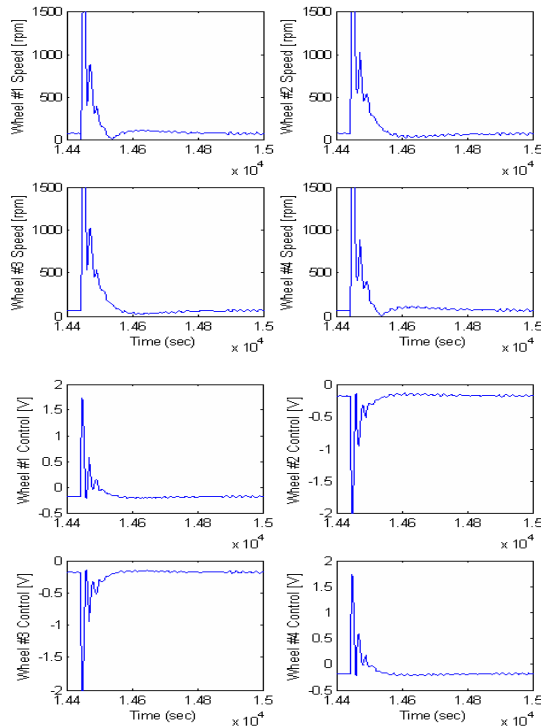 1500
1000
500
0
Wheel #1 Speed [rpm]
1.44 1.46 1.48 1.5
x 10^4
1500
1000
500
0
Wheel #2 Speed [rpm]
1.44 1.46 1.48 1.5
x 10^4
1500
1000
500
0
Wheel #3 Speed [rpm]
1.44 1.46 1.48 1.5
Time (sec)
x 10^4
1500
1000
500
0
Wheel #4 Speed [rpm]
1.44 1.46 1.48 1.5
Time (sec)
x 10^4
2
1.5
1
0.5
0
-0.5
Wheel #1 Control [V]
1.44 1.46 1.48 1.5
x 10^4
0
-0.5
-1
-1.5
-2
Wheel #2 Control [V]
1.44 1.46 1.48 1.5
x 10^4
0
-0.5
-1
-1.5
-2
Wheel #3 Control [V]
1.44 1.46 1.48 1.5
Time (sec)
x 10^4
2
1.5
1
0.5
0
-0.5
Wheel #4 Control [V]
1.44 1.46 1.48 1.5
Time (sec)
x 10^4